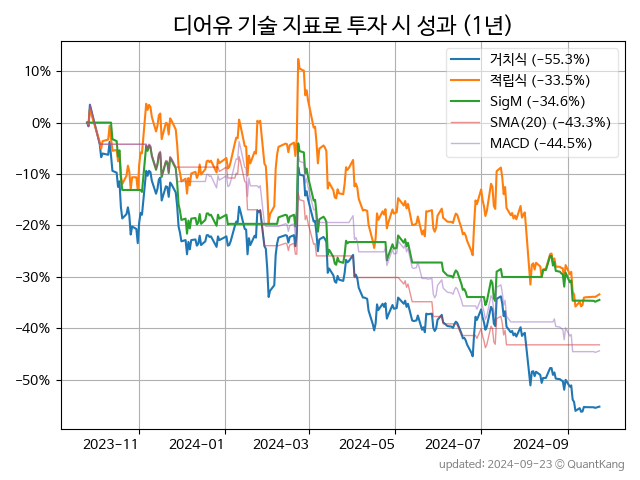 디어유 기술 지표로 투자 시 성과 (1년)
거치식 (−55.3%)
적립식 (−33.5%)
SigM (−34.6%)
SMA(20) (−43.3%)
MACD (−44.5%)
10%
0%
−10%
−20%
−30%
−40%
−50%
2023−11
2024−01
2024−03
2024−05
2024−07
2024−09
updated: 2024−09−23 © QuantKang